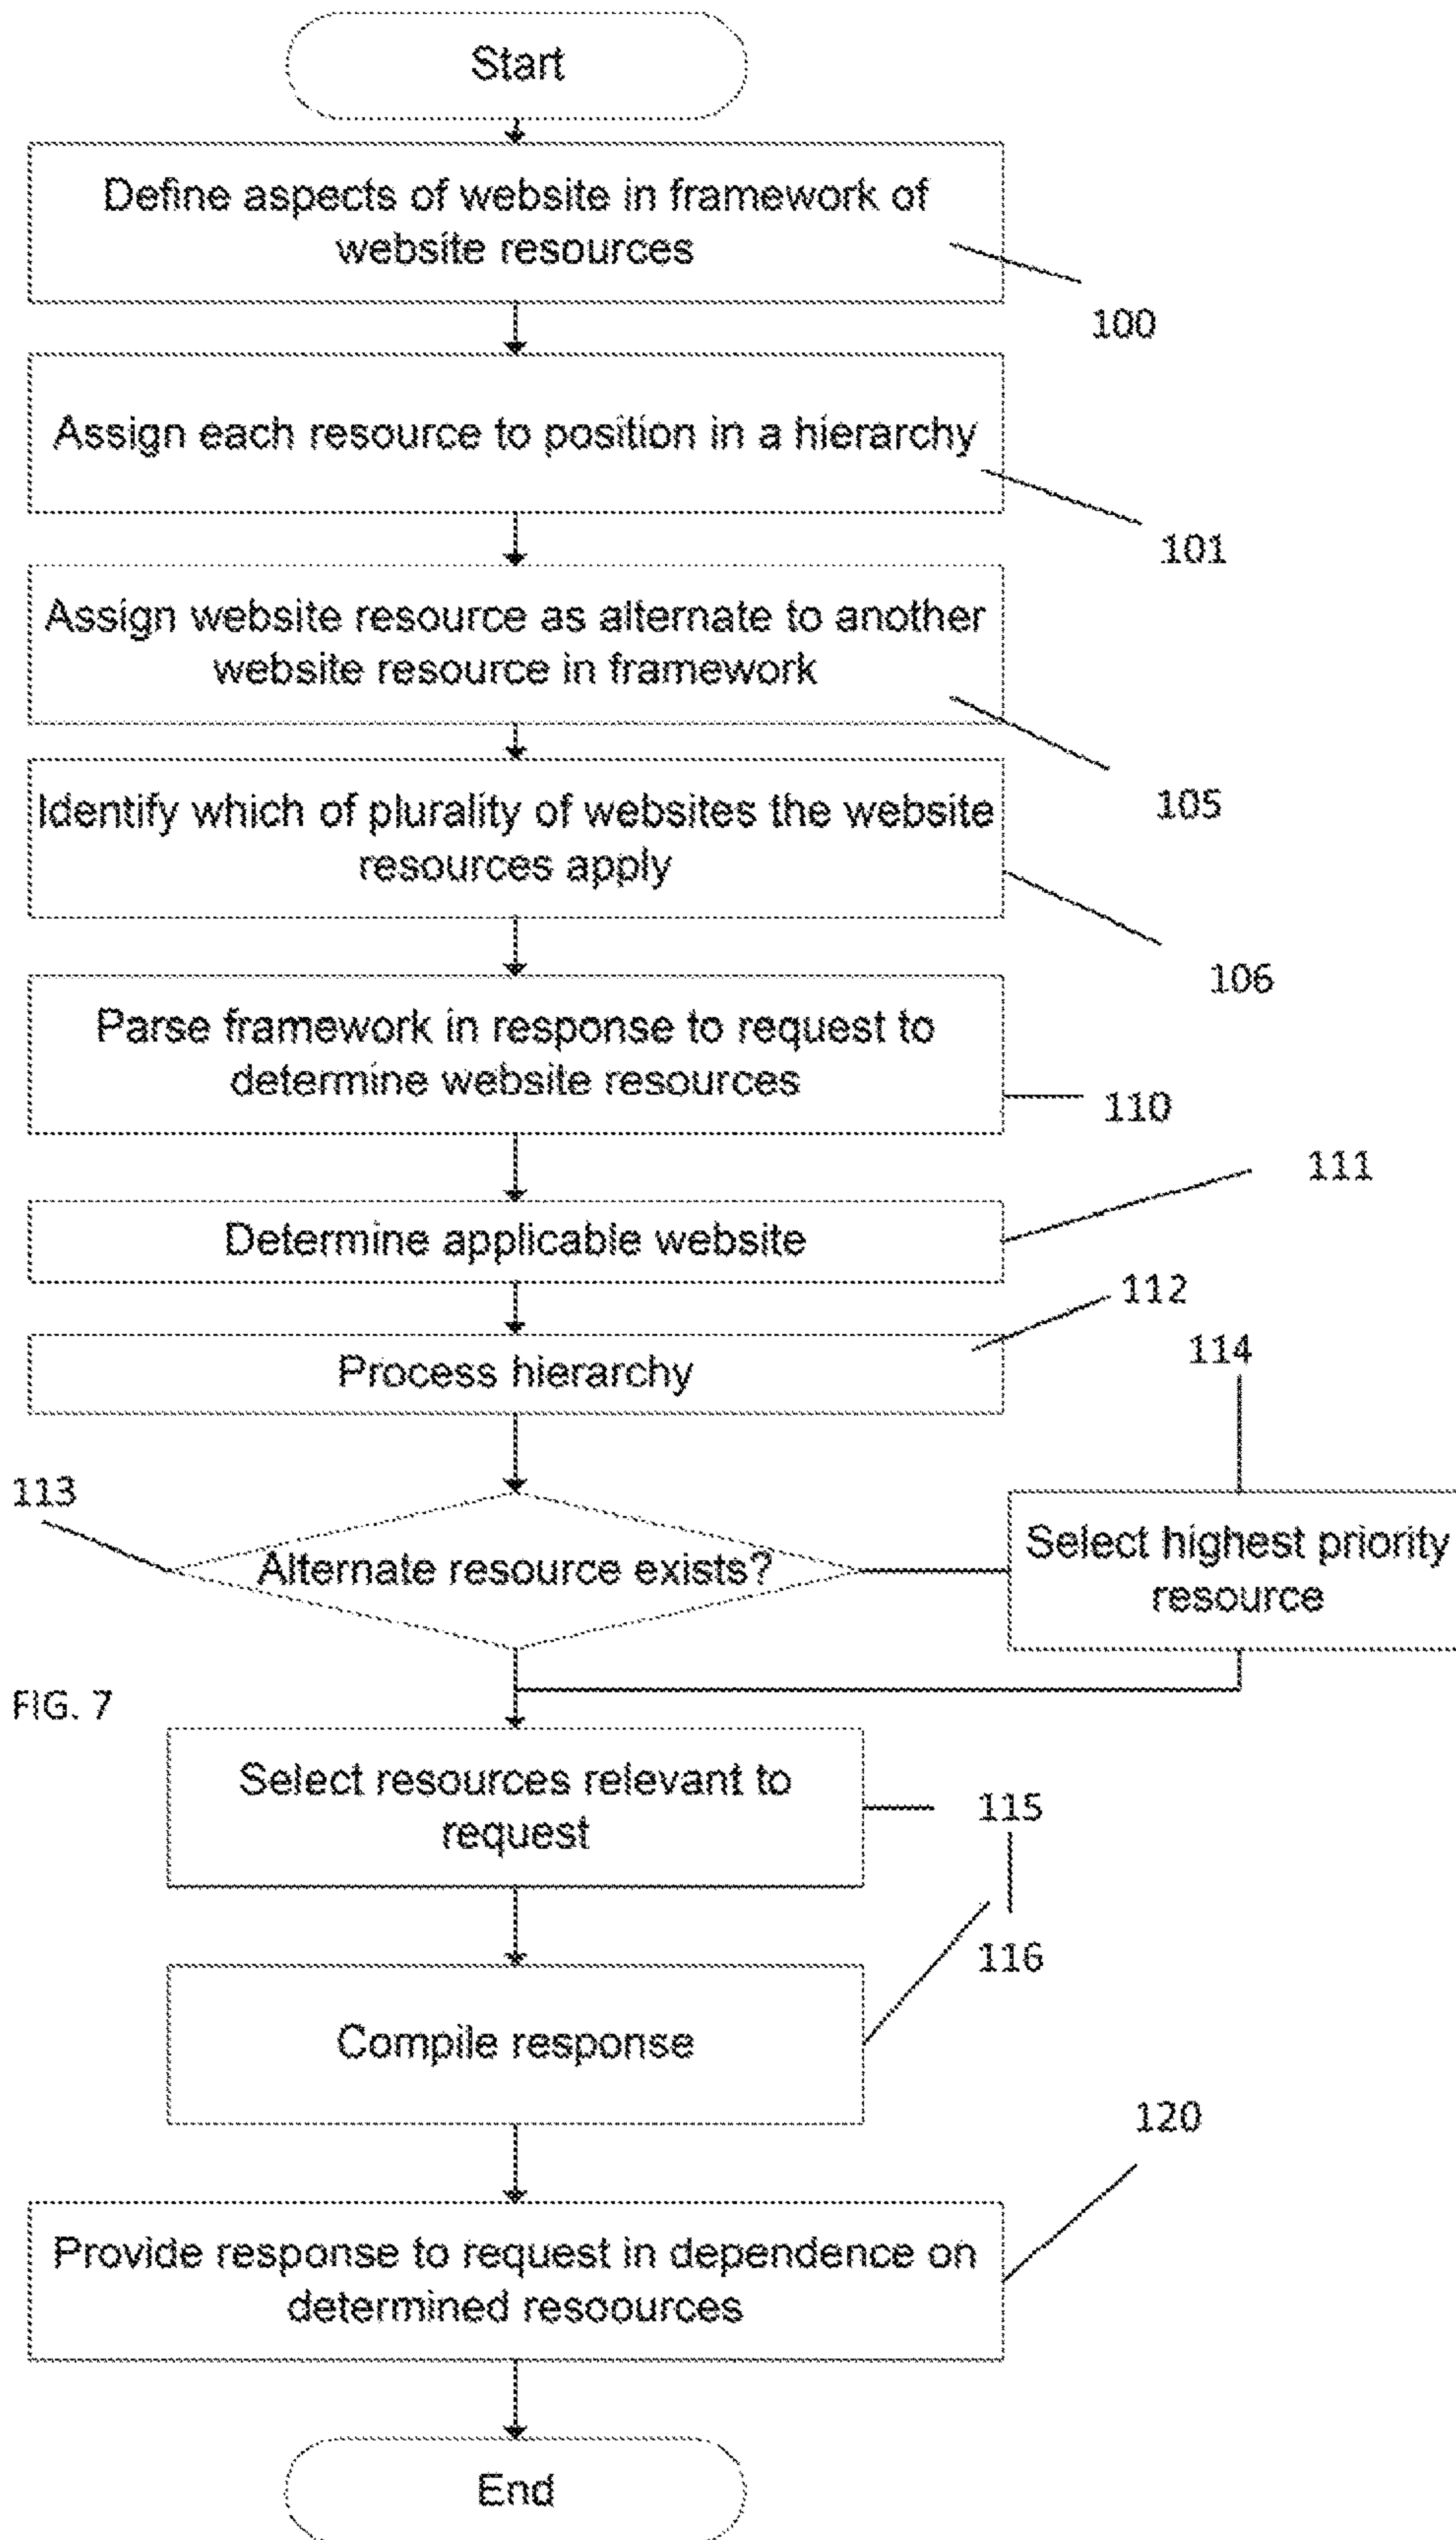 Start
Define aspects of website in framework of
website resources
100
Assign each resource to position in a hierarchy
101
Assign website resource as alternate to another
website resource in framework
105
Identify which of plurality of websites the website
resources apply
106
Parse framework in response to request to
determine website resources
110
111
Determine applicable website
112
Process hierarchy
114
113
Alternate resource exists?
Select highest priority
resource
FIG. 7
Select resources relevant to
request
115
116
Compile response
120
Provide response to request in dependence on
determined resoources
End